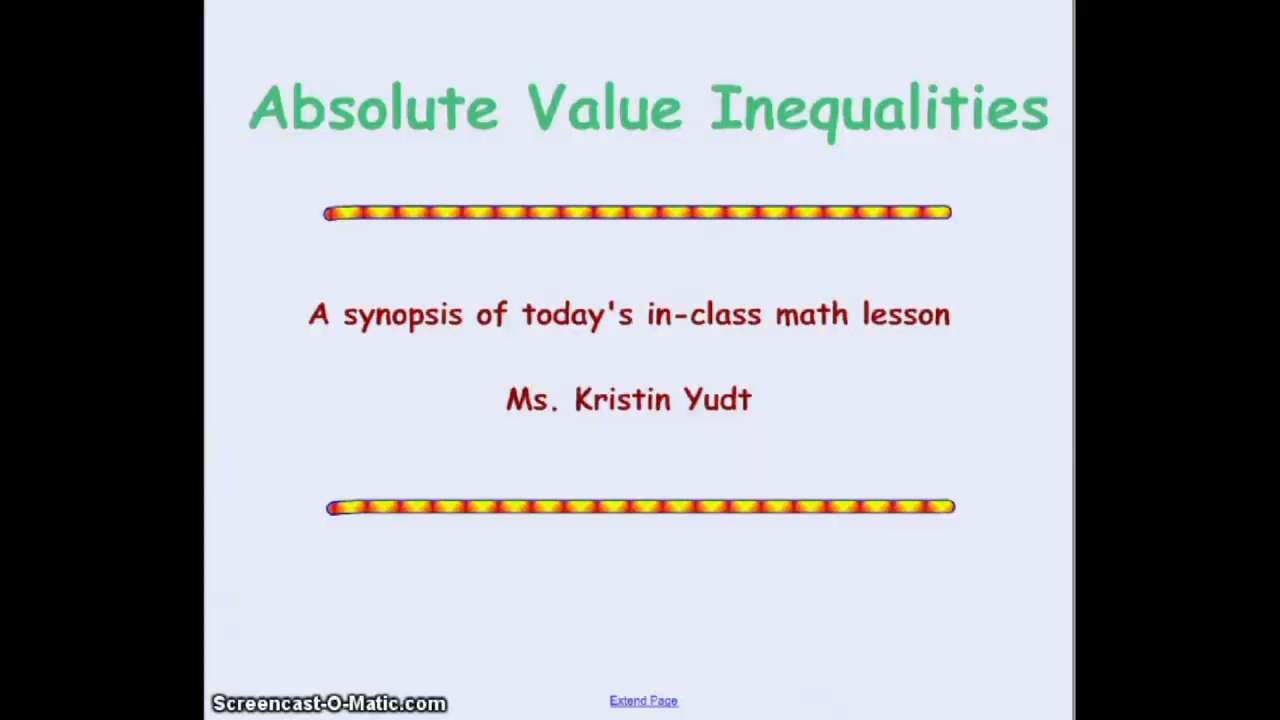 Absolute Value Inequalities
A synopsis of today's in-class math lesson
Ms. Kristin Yudt
Screencast-O-Matic.com
Extend Page